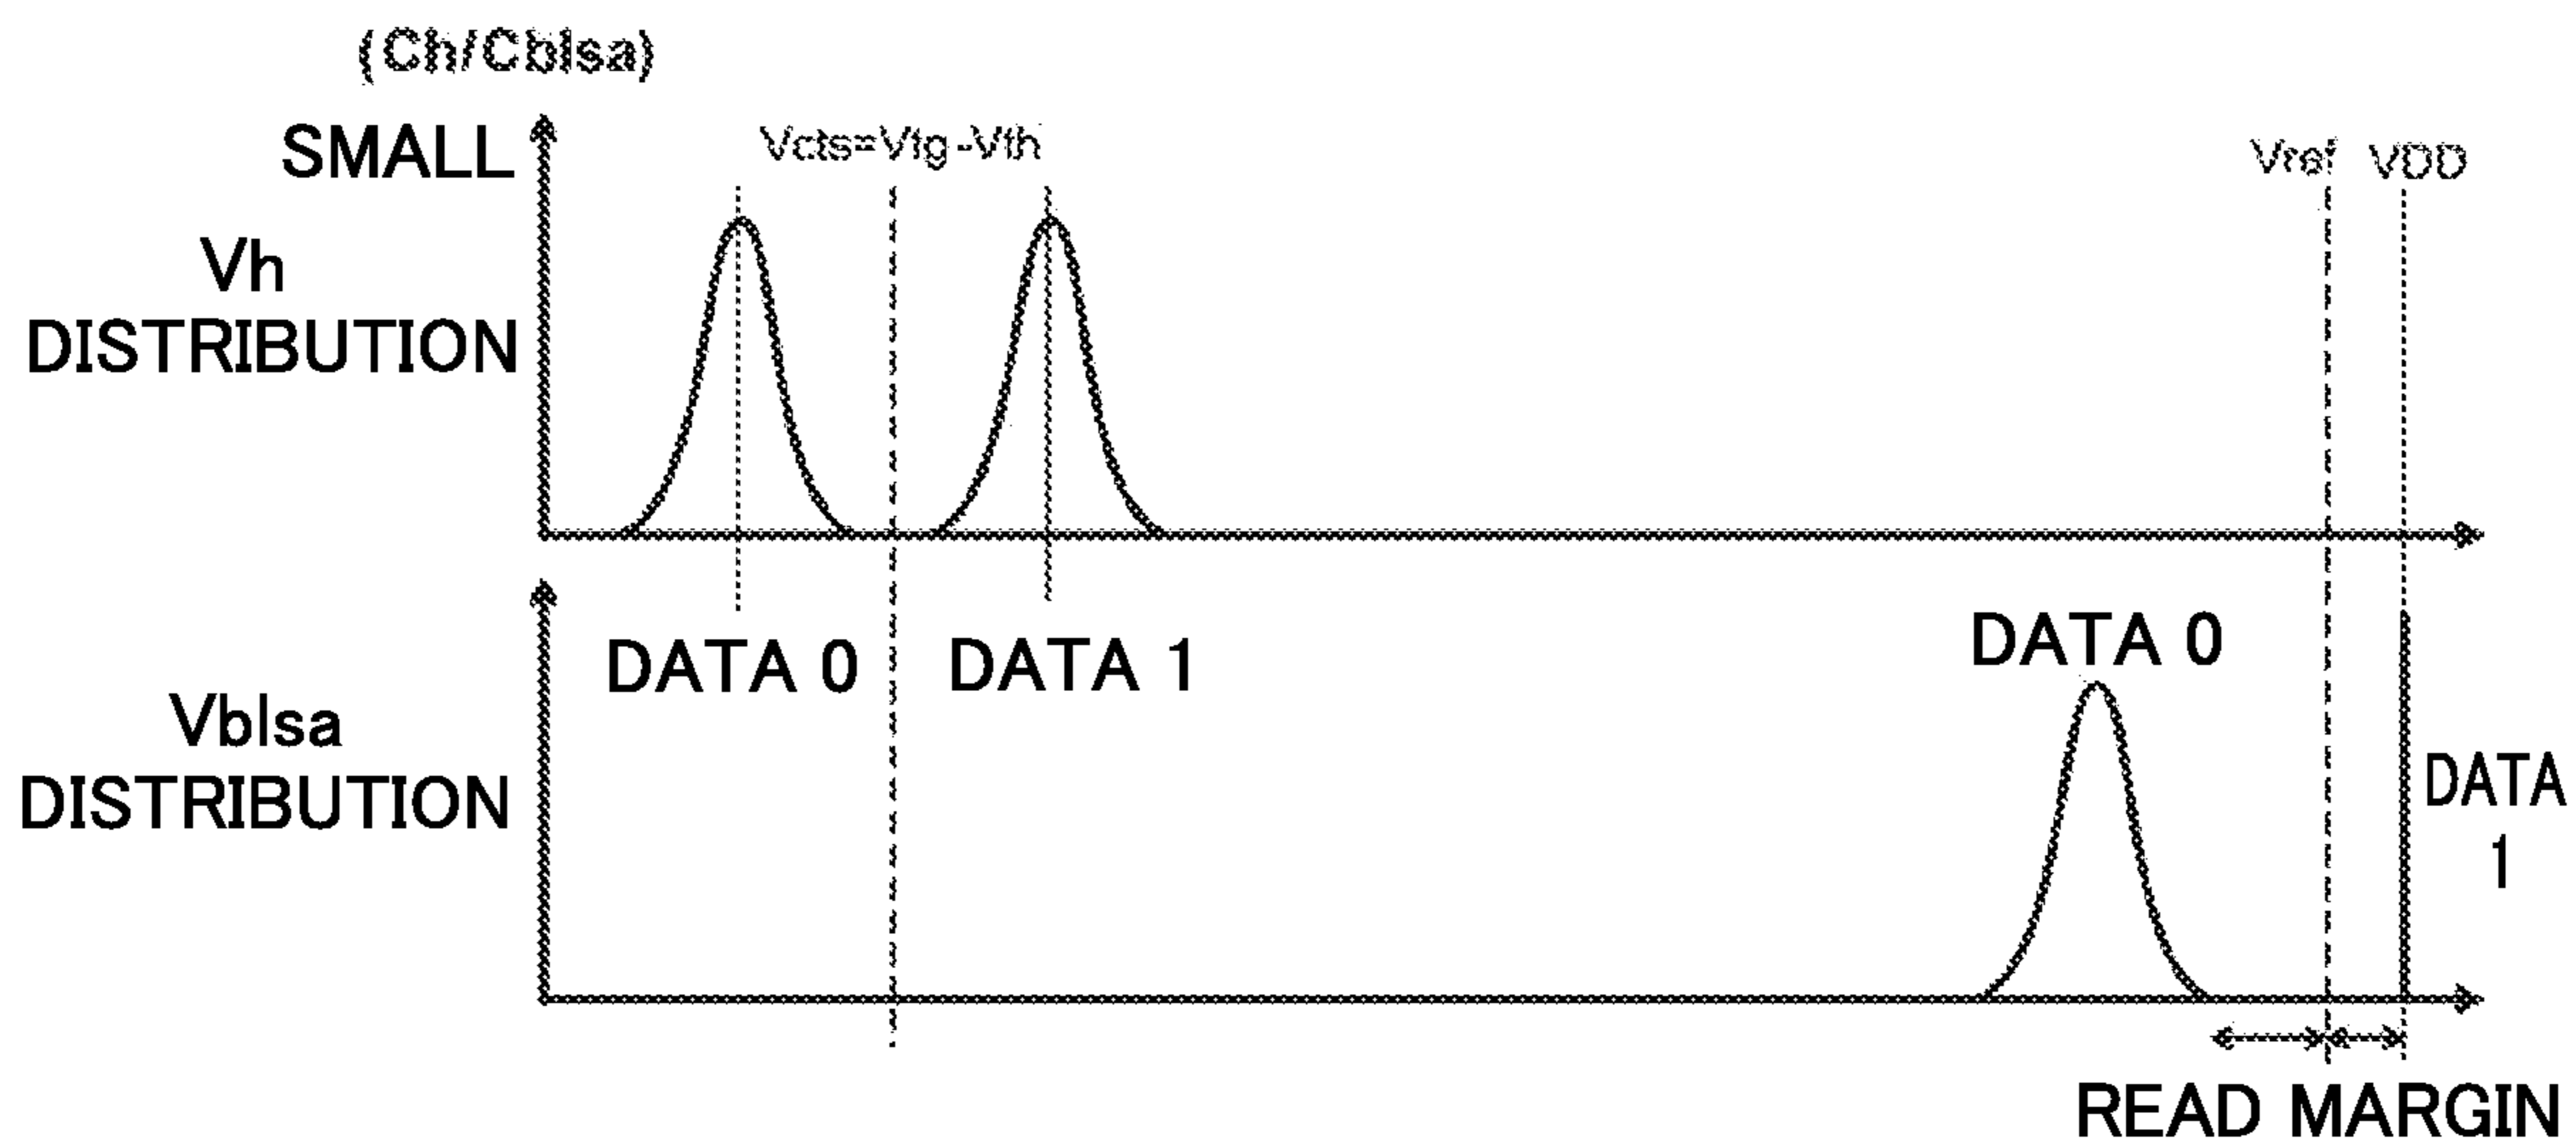 (Ch/Cblsa)
SMALL
Vcts=Vtg-Vth
Vref
VDD
Vh
DISTRIBUTION
DATA 0
DATA 1
DATA 0
Vblsa
DISTRIBUTION
DATA
1
READ MARGIN